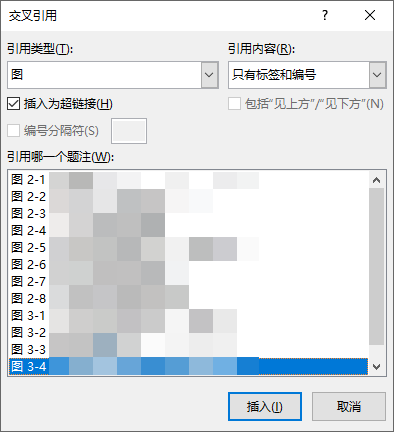 交叉引用
引用类型(T):
引用内容(R):
图
只有标签和编号
插入为超链接(H)
包括“见上方”/“见下方”(N)
编号分隔符(S)
引用哪一个题注(W):
图 2-1
图 2-2
图 2-3
图 2-4
图 2-5
图 2-6
图 2-7
图 2-8
图 3-1
图 3-2
图 3-3
图 3-4
插入(I)
取消